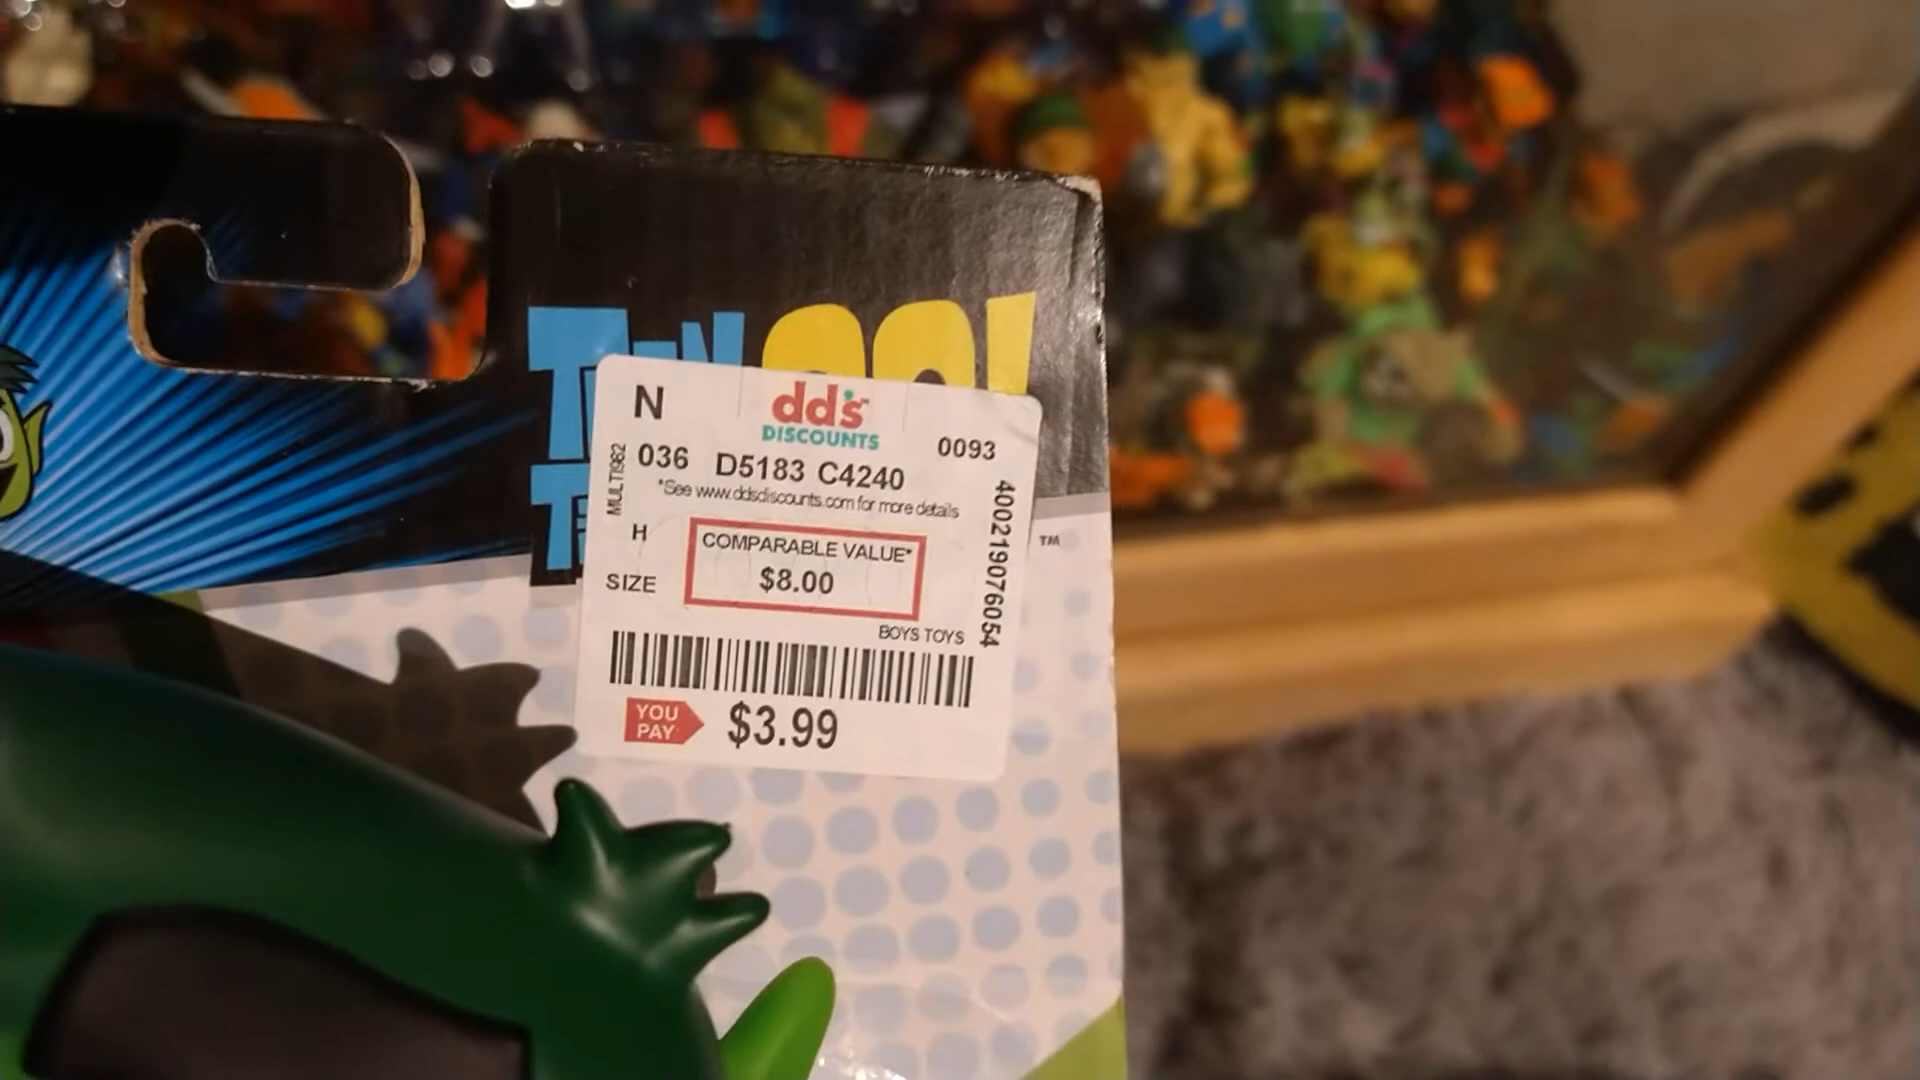 GO!
N
dd's
DISCOUNTS
0093
036 D5183 C4240
MULTI982
*See www.ddsdiscounts.com for more details
400219076054
H
COMPARABLE VALUE*
$8.00
SIZE
BOYS TOYS
YOU
PAY
$3.99
TM